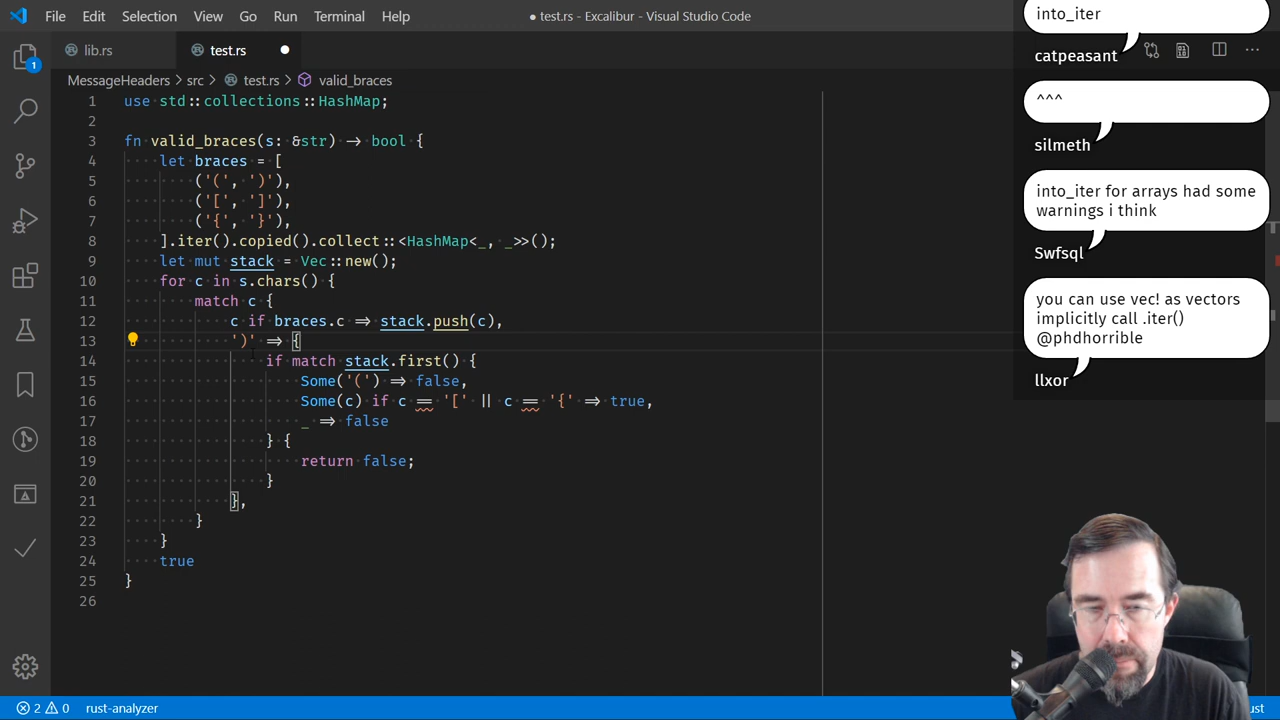 File Edit Selection View Go Run Terminal Help
● test.rs - Excalibur - Visual Studio Code
lib.rs
test.rs
MessageHeaders › src › test.rs › valid_braces
1 use std::collections::HashMap;
2
3 fn valid_braces(s: &str) → bool {
4 let braces = [
5 ('(', ')'),
6 ('[', ']'),
7 ('{', '}'),
8 ].iter().copied().collect::<HashMap<_, _>>();
9 let mut stack = Vec::new();
10 for c in s.chars() {
11 match c {
12 c if braces.c ⇒ stack.push(c),
13 ')' ⇒ {
14 if match stack.first() {
15 Some('(') ⇒ false,
16 Some(c) if c == '[' || c == '{' ⇒ true,
17 _ ⇒ false
18 } {
19 return false;
20 }
21 },
22 }
23 }
24 true
25 }
26
into_iter
catpeasant
^^^
silmeth
into_iter for arrays had some
warnings i think
Swfsql
you can use vec! as vectors
implicitly call .iter()
@phdhorrible
llxor
1
2 0 rust-analyzer
ust